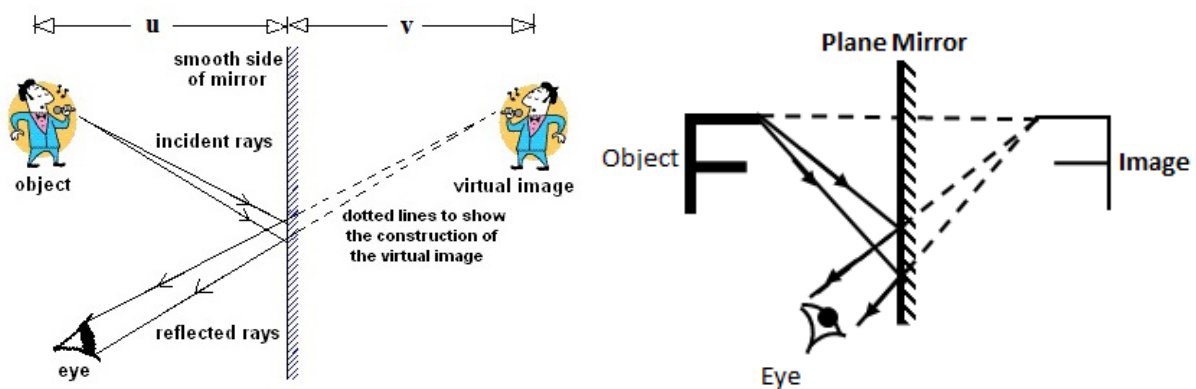 u
v
smooth side
of mirror
incident rays
object
virtual image
dotted lines to show
the construction of
the virtual image
reflected rays
eye
Plane Mirror
Object
Image
Eye